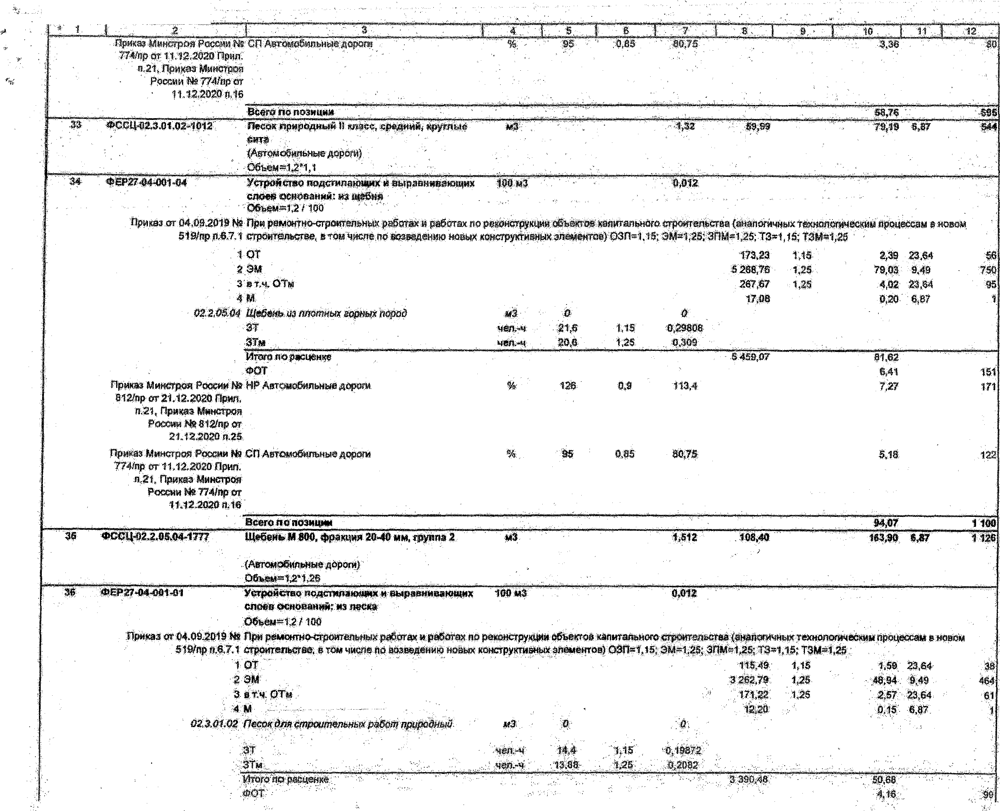 1 2 3 4 5 6 7 8 9 10 11 12
Приказ Минстроя России № СП Автомобильные дороги % 95 0,85 80,75 3,36 80
774/пр от 11.12.2020 Прил.
п.21, Приказ Минстроя
России № 774/пр от
11.12.2020 п.16
Всего по позиции 58,76 695
33 ФССЦ-02.3.01.02-1012 Песок природный II класс, средний, круглые м3 1,32 59,99 79,19 6,87 544
сита
(Автомобильные дороги)
Объем=1,2*1,1
34 ФЕР27-04-001-04 Устройство подстилающих и выравнивающих 100 м3 0,012
слоев оснований: из щебня
Объем=1,2 / 100
Приказ от 04.09.2019 № При ремонтно-строительных работах и работах по реконструкции объектов капитального строительства (аналогичных технологическим процессам в новом
519/пр п.6.7.1 строительстве, в том числе по возведению новых конструктивных элементов) ОЗП=1,15; ЭМ=1,25; ЗПМ=1,25; ТЗ=1,15; ТЗМ=1,25
1 ОТ 173,23 1,15 2,39 23,64 56
2 ЭМ 5 268,76 1,25 79,03 9,49 750
3 в т.ч. ОТм 267,67 1,25 4,02 23,64 95
4 М 17,08 0,20 6,87 1
02.2.05.04 Щебень из плотных горных пород м3 0 0
ЗТ чел.-ч 21,6 1,15 0,29808
ЗТм чел.-ч 20,6 1,25 0,309
Итого по расценке 5 459,07 81,62
ФОТ 6,41 151
Приказ Минстроя России № НР Автомобильные дороги % 126 0,9 113,4 7,27 171
812/пр от 21.12.2020 Прил.
п.21, Приказ Минстроя
России № 812/пр от
21.12.2020 п.25
Приказ Минстроя России № СП Автомобильные дороги % 95 0,85 80,75 5,18 122
774/пр от 11.12.2020 Прил.
п.21, Приказ Минстроя
России № 774/пр от
11.12.2020 п.16
Всего по позиции 94,07 1 100
35 ФССЦ-02.2.05.04-1777 Щебень М 800, фракция 20-40 мм, группа 2 м3 1,512 108,40 163,90 6,87 1 126
(Автомобильные дороги)
Объем=1,2*1,26
36 ФЕР27-04-001-01 Устройство подстилающих и выравнивающих 100 м3 0,012
слоев оснований: из песка
Объем=1,2 / 100
Приказ от 04.09.2019 № При ремонтно-строительных работах и работах по реконструкции объектов капитального строительства (аналогичных технологическим процессам в новом
519/пр п.6.7.1 строительстве, в том числе по возведению новых конструктивных элементов) ОЗП=1,15; ЭМ=1,25; ЗПМ=1,25; ТЗ=1,15; ТЗМ=1,25
1 ОТ 115,49 1,15 1,59 23,64 38
2 ЭМ 3 262,79 1,25 48,94 9,49 464
3 в т.ч. ОТм 171,22 1,25 2,57 23,64 61
4 М 12,20 0,15 6,87 1
02.3.01.02 Песок для строительных работ природный м3 0 0
ЗТ чел.-ч 14,4 1,15 0,19872
ЗТм чел.-ч 13,88 1,25 0,2082
Итого по расценке 3 390,48 50,68
ФОТ 4,16 99